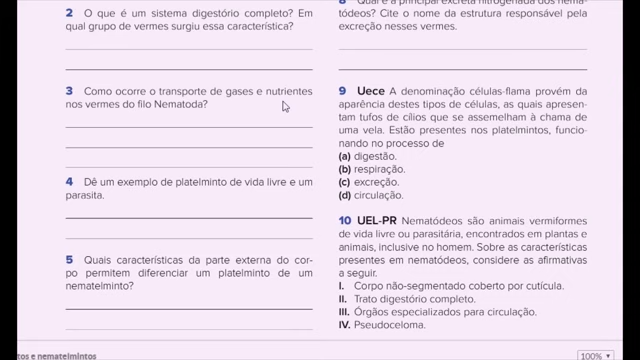 2 O que é um sistema digestório completo? Em
qual grupo de vermes surgiu essa característica?
3 Como ocorre o transporte de gases e nutrientes
nos vermes do filo Nematoda?
4 Dê um exemplo de platelminto de vida livre e um
parasita.
5 Quais características da parte externa do cor-
po permitem diferenciar um platelminto de um
nematelminto?
8 Qual é a principal excreta nitrogenada dos nema-
tódeos? Cite o nome da estrutura responsável pela
excreção nesses vermes.
9 Uece A denominação células-flama provém da
aparência destes tipos de células, as quais apresen-
tam tufos de cílios que se assemelham à chama de
uma vela. Estão presentes nos platelmintos, funcio-
nando no processo de
(a) digestão.
(b) respiração.
(c) excreção.
(d) circulação.
10 UEL-PR Nematódeos são animais vermiformes
de vida livre ou parasitária, encontrados em plantas e
animais, inclusive no homem. Sobre as características
presentes em nematódeos, considere as afirmativas
a seguir.
I. Corpo não-segmentado coberto por cutícula.
II. Trato digestório completo.
III. Órgãos especializados para circulação.
IV. Pseudoceloma.
tos e nematelmintos
100%